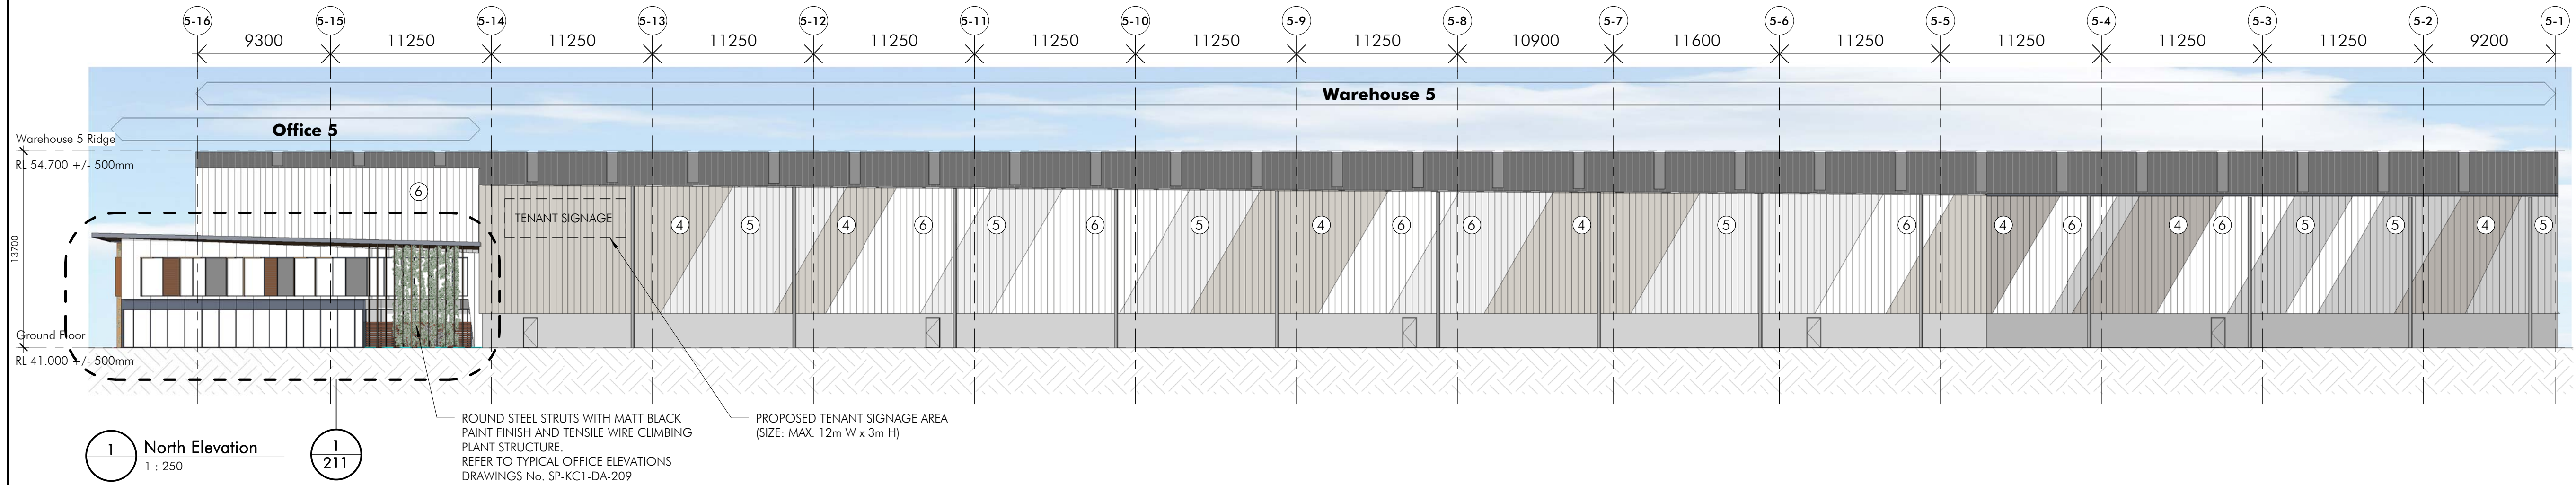 5-16 5-15 5-14 5-13 5-12 5-11 5-10 5-9 5-8 5-7 5-6 5-5 5-4 5-3 5-2 5-1
9300 11250 11250 11250 11250 11250 11250 11250 10900 11600 11250 11250 11250 11250 9200
Warehouse 5
Office 5
Warehouse 5 Ridge
RL 54.700 +/- 500mm
6
TENANT SIGNAGE
4 5 4 6 5 6 5 4 6 6 4 5 6 4 6 4 6 5 5 4 5
13700
Ground Floor
RL 41.000 +/- 500mm
ROUND STEEL STRUTS WITH MATT BLACK
PAINT FINISH AND TENSILE WIRE CLIMBING
PLANT STRUCTURE.
REFER TO TYPICAL OFFICE ELEVATIONS
DRAWINGS No. SP-KC1-DA-209
PROPOSED TENANT SIGNAGE AREA
(SIZE: MAX. 12m W x 3m H)
1 North Elevation
1 : 250
1
211